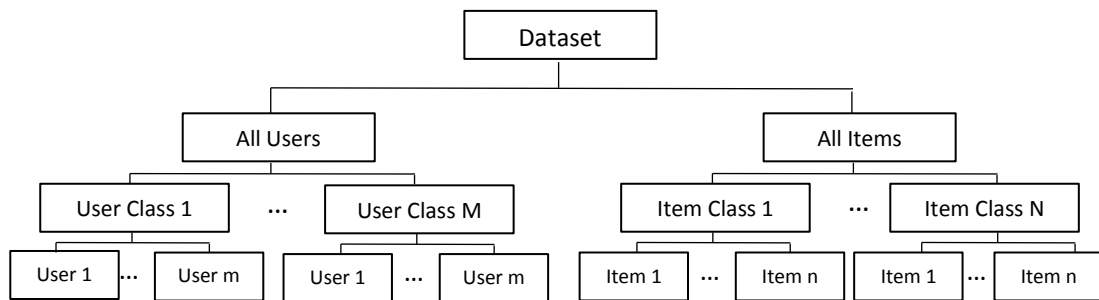 Dataset
All Users
All Items
User Class 1
...
User Class M
Item Class 1
...
Item Class N
User 1
...
User m
User 1
...
User m
Item 1
...
Item n
Item 1
...
Item n